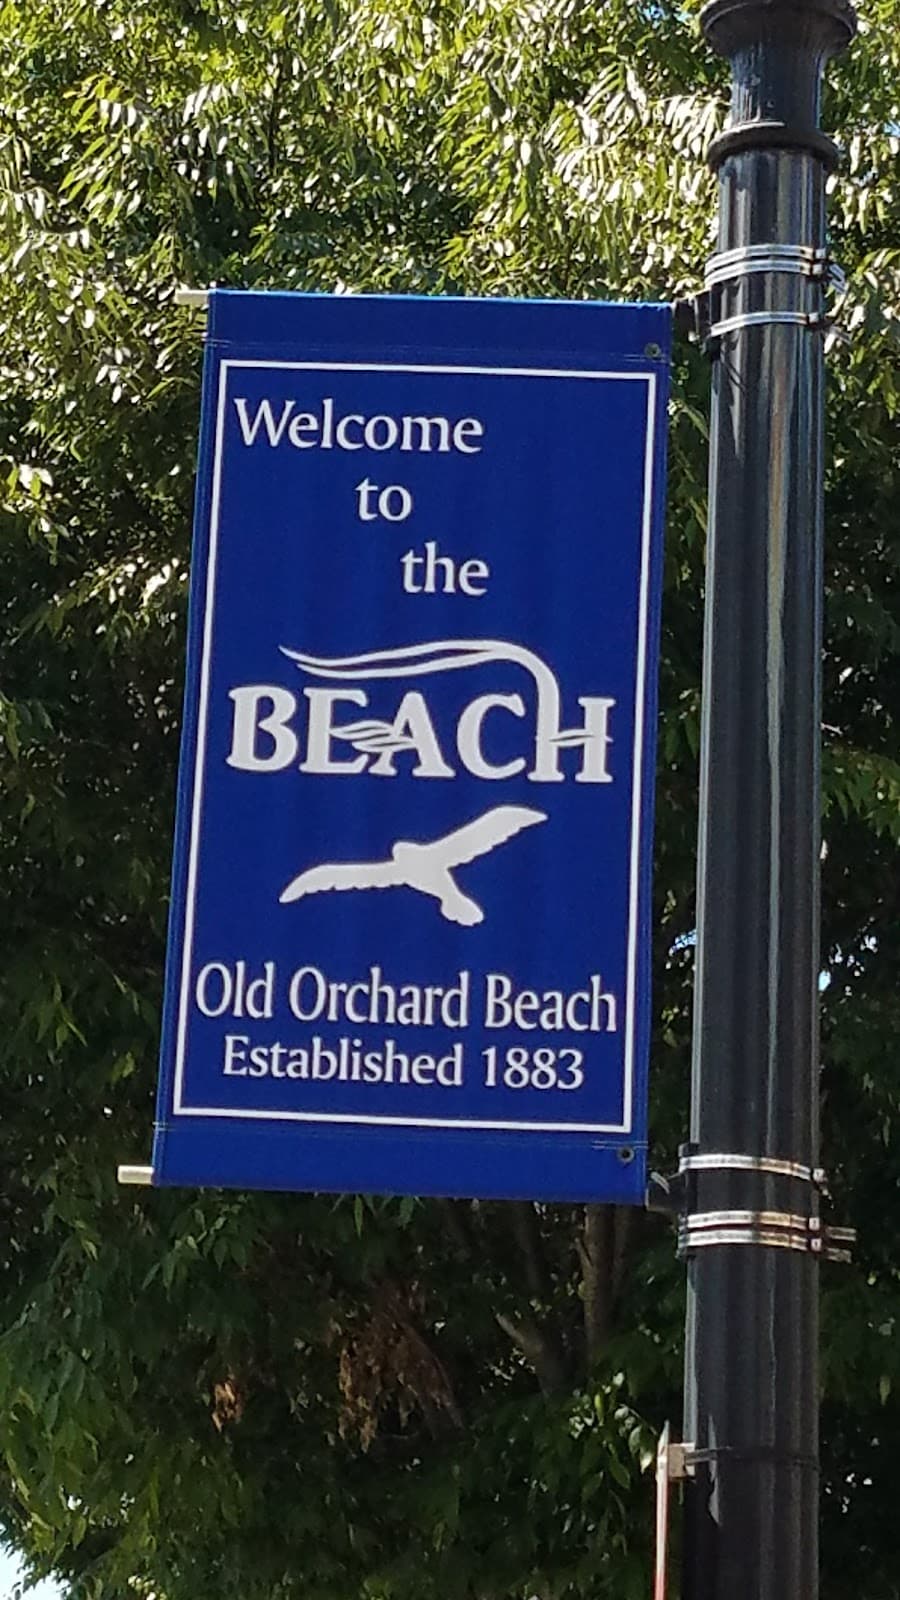 Welcome
to
the
BEACH
Old Orchard Beach
Established 1883